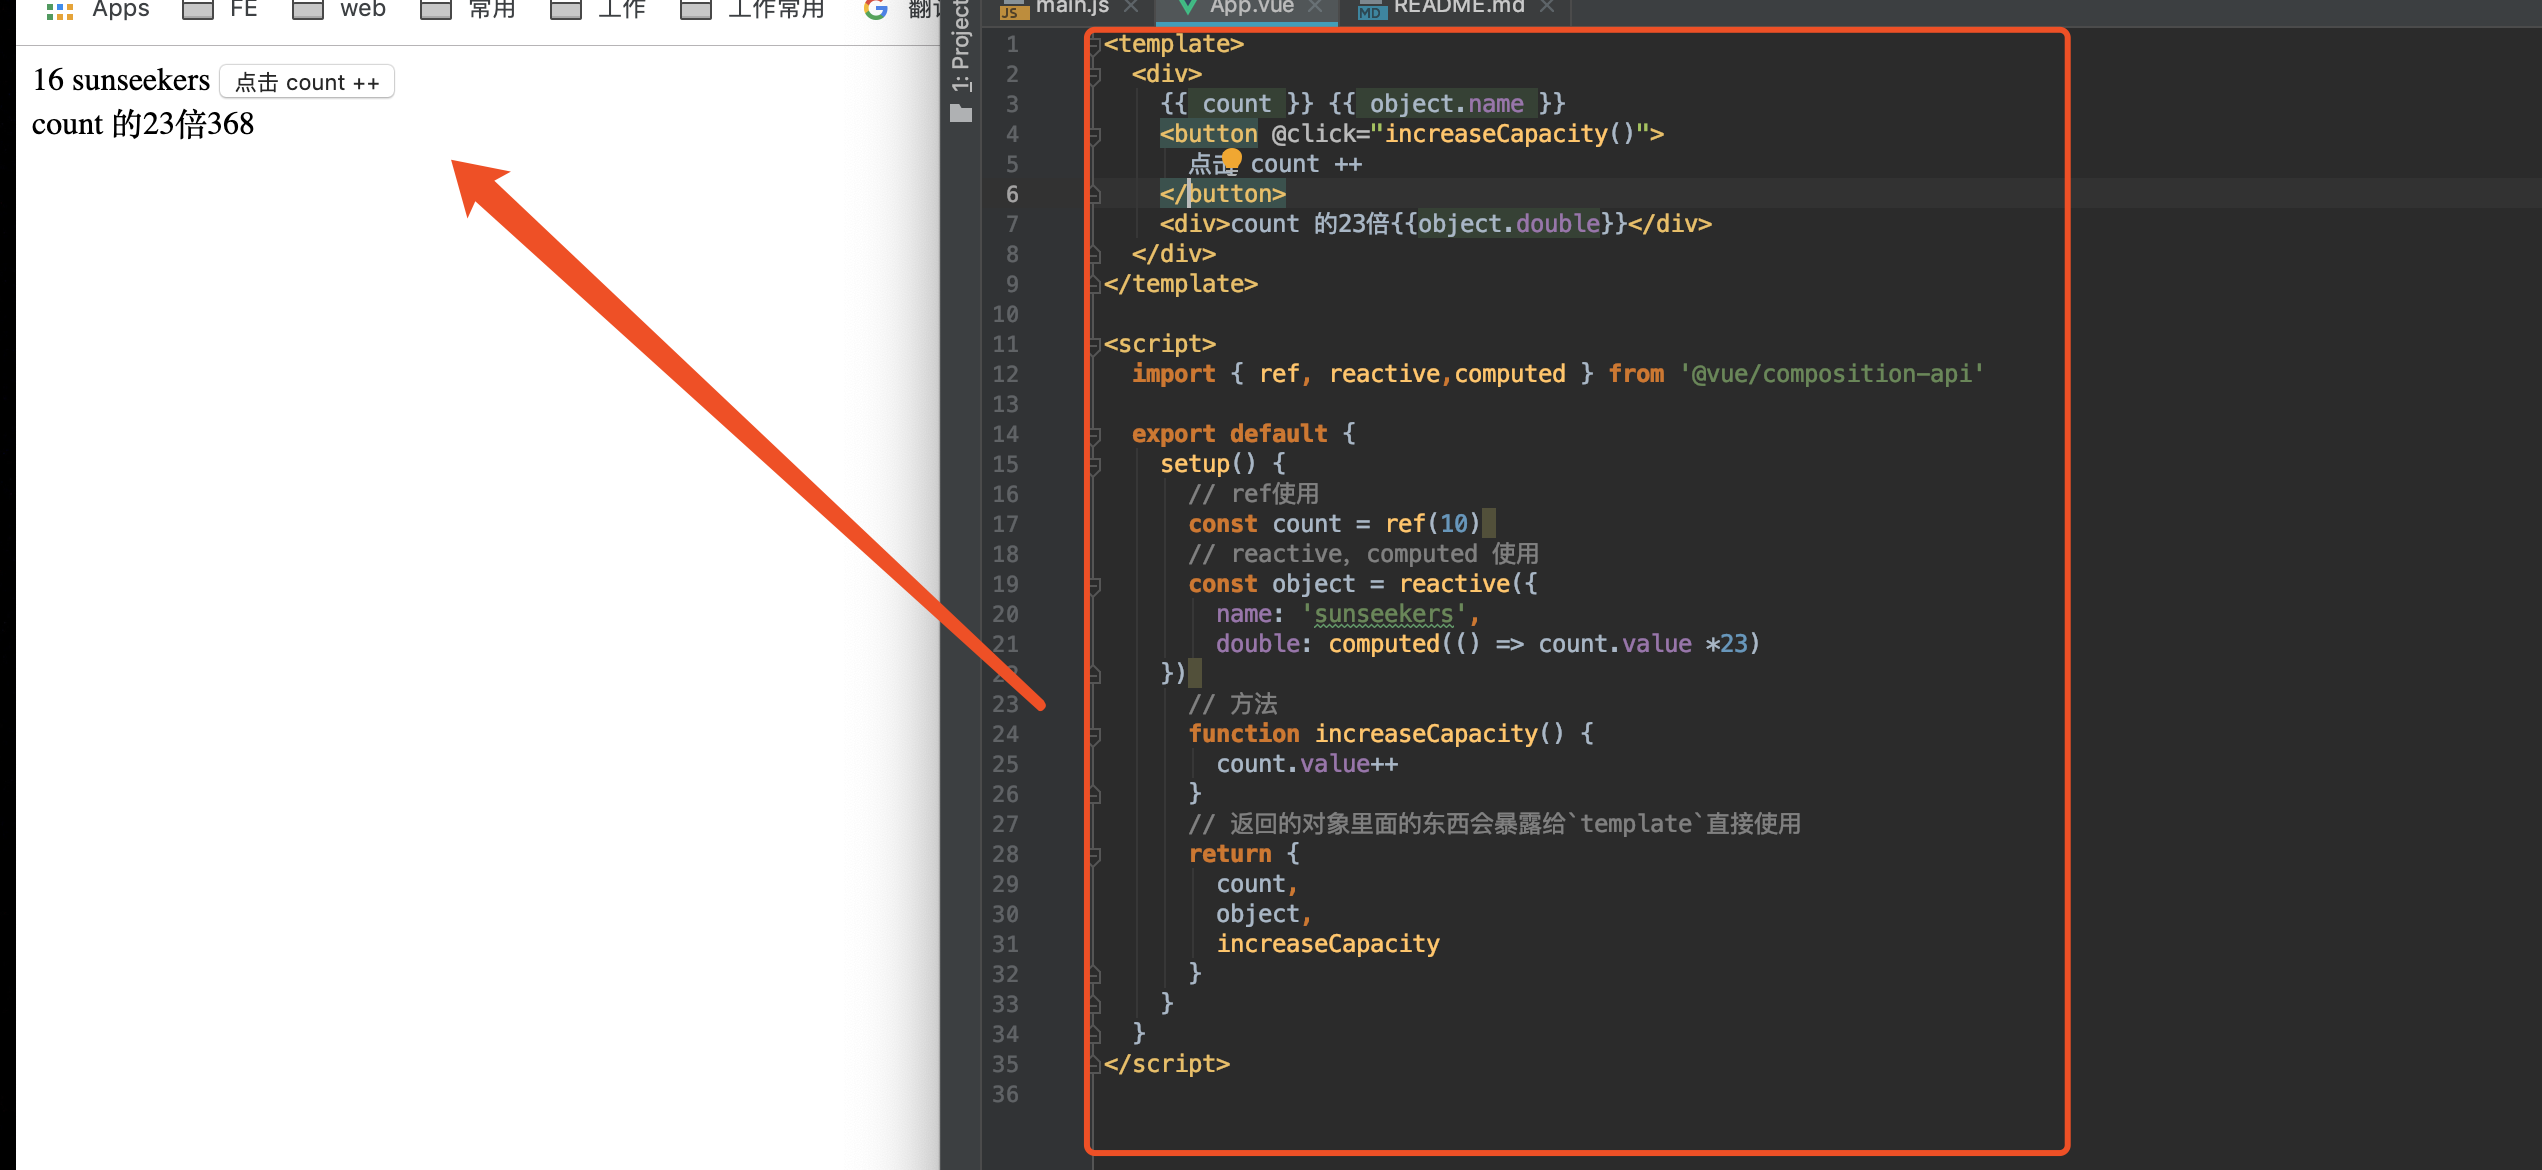 Apps FE web 常用 工作 工作常用
16 sunseekers 点击 count ++
count 的23倍368
1: Project
main.js App.vue README.md
JS MD
1 <template>
2 <div>
3 {{ count }} {{ object.name }}
4 <button @click="increaseCapacity()">
5 点击 count ++
6 </button>
7 <div>count 的23倍{{object.double}}</div>
8 </div>
9 </template>
10
11 <script>
12 import { ref, reactive,computed } from '@vue/composition-api'
13
14 export default {
15 setup() {
16 // ref使用
17 const count = ref(10)
18 // reactive, computed 使用
19 const object = reactive({
20 name: 'sunseekers',
21 double: computed(() => count.value *23)
22 })
23 // 方法
24 function increaseCapacity() {
25 count.value++
26 }
27 // 返回的对象里面的东西会暴露给`template`直接使用
28 return {
29 count,
30 object,
31 increaseCapacity
32 }
33 }
34 }
35 </script>
36